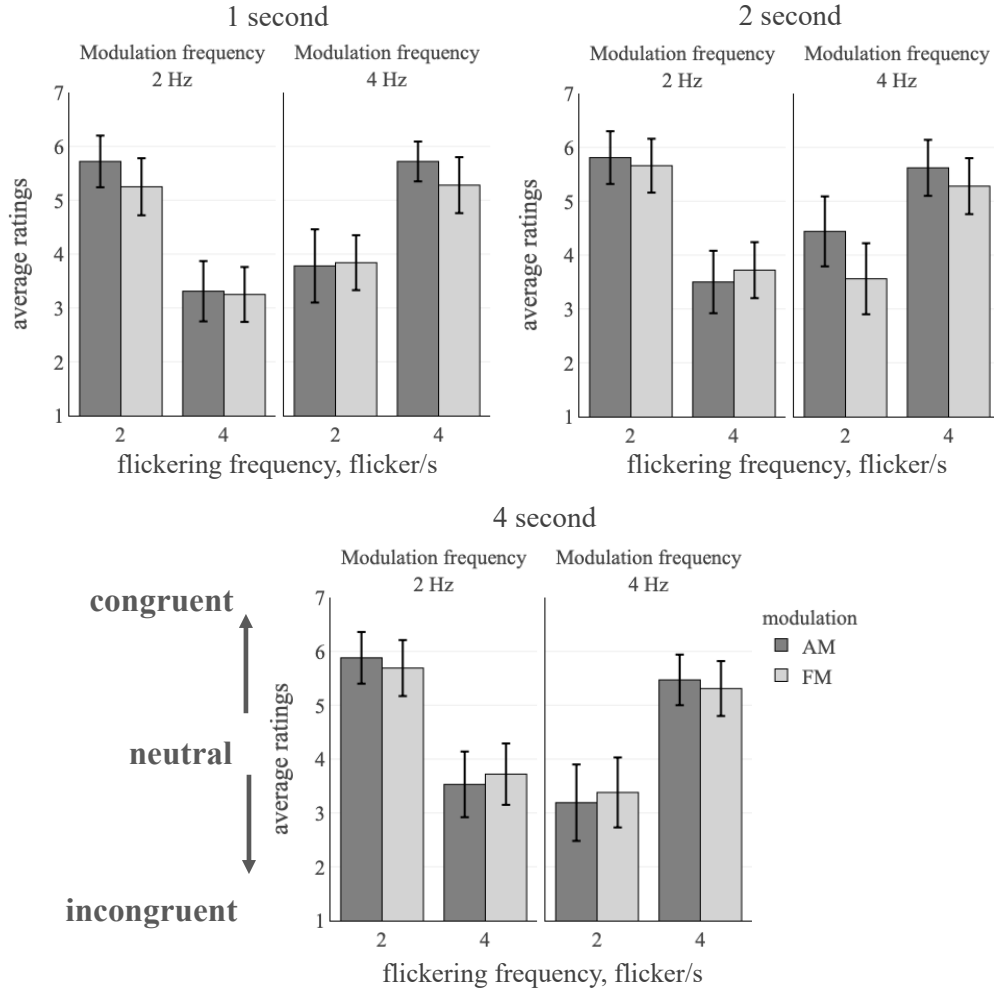 1 second
Modulation frequency
2 Hz
Modulation frequency
4 Hz
7
6
5
4
3
2
1
average ratings
2
4
2
4
flickering frequency, flicker/s
2 second
Modulation frequency
2 Hz
Modulation frequency
4 Hz
7
6
5
4
3
2
1
average ratings
2
4
2
4
flickering frequency, flicker/s
4 second
Modulation frequency
2 Hz
Modulation frequency
4 Hz
congruent
neutral
incongruent
7
6
5
4
3
2
1
average ratings
2
4
2
4
flickering frequency, flicker/s
modulation
AM
FM